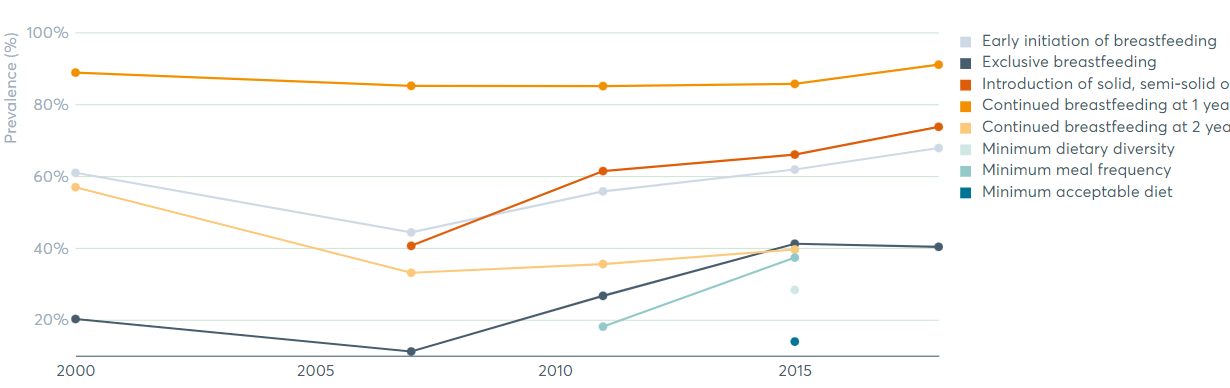 100%
80%
60%
40%
20%
Prevalence (%)
2000
2005
2010
2015
Early initiation of breastfeeding
Exclusive breastfeeding
Introduction of solid, semi-solid o
Continued breastfeeding at 1 yea
Continued breastfeeding at 2 yea
Minimum dietary diversity
Minimum meal frequency
Minimum acceptable diet